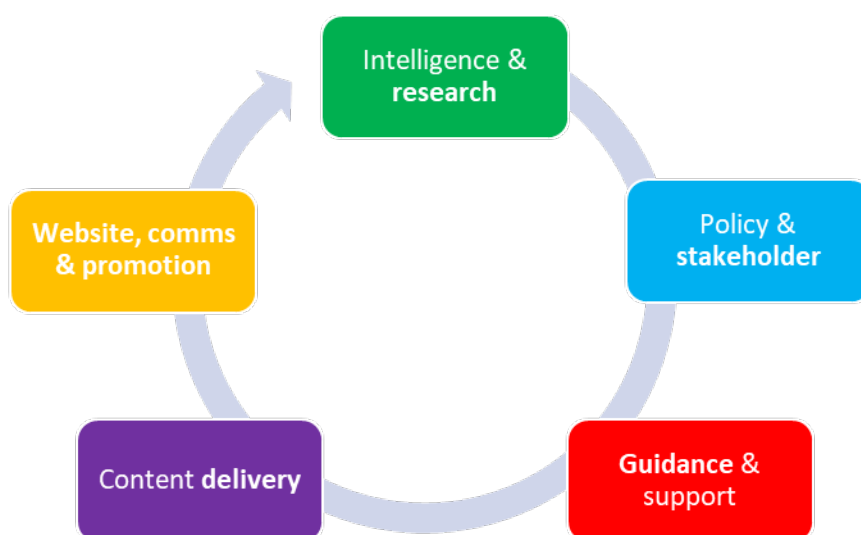 Intelligence &
research
Policy &
stakeholder
Guidance &
support
Content delivery
Website, comms
& promotion